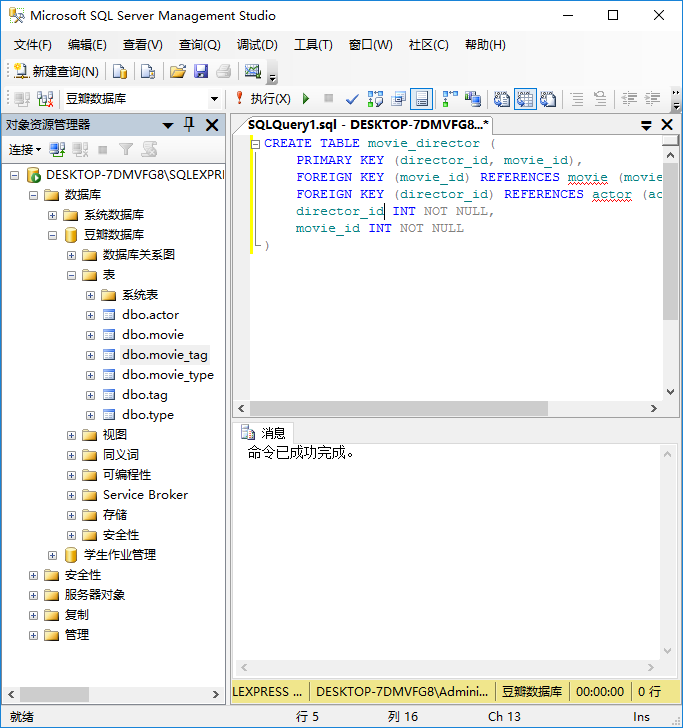 Microsoft SQL Server Management Studio
文件(F) 编辑(E) 查看(V) 查询(Q) 调试(D) 工具(T) 窗口(W) 社区(C) 帮助(H)
新建查询(N)
豆瓣数据库 执行(X)
对象资源管理器
连接
DESKTOP-7DMVFG8\SQLEXPRE
数据库
系统数据库
豆瓣数据库
数据库关系图
表
系统表
dbo.actor
dbo.movie
dbo.movie_tag
dbo.movie_type
dbo.tag
dbo.type
视图
同义词
可编程性
Service Broker
存储
安全性
学生作业管理
安全性
服务器对象
复制
管理
SQLQuery1.sql - DESKTOP-7DMVFG8...*
CREATE TABLE movie_director (
PRIMARY KEY (director_id, movie_id),
FOREIGN KEY (movie_id) REFERENCES movie (movie
FOREIGN KEY (director_id) REFERENCES actor (ac
director_id INT NOT NULL,
movie_id INT NOT NULL
)
消息
命令已成功完成。
LEXPRESS ... DESKTOP-7DMVFG8\Admini... 豆瓣数据库 00:00:00 0 行
就绪 行 5 列 16 Ch 13 Ins